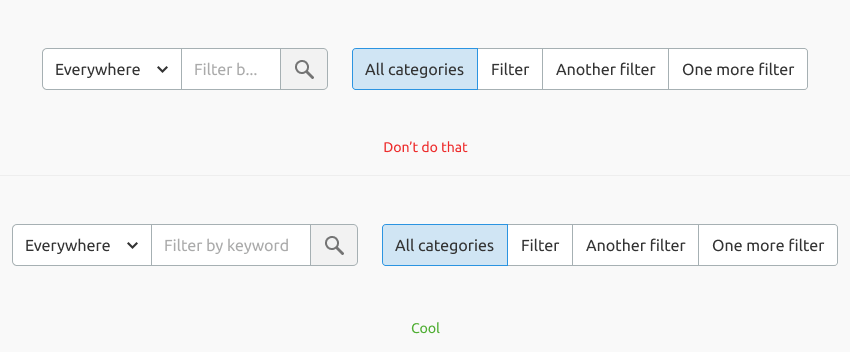 Everywhere Filter b... All categories Filter Another filter One more filter
Don't do that
Everywhere Filter by keyword All categories Filter Another filter One more filter
Cool